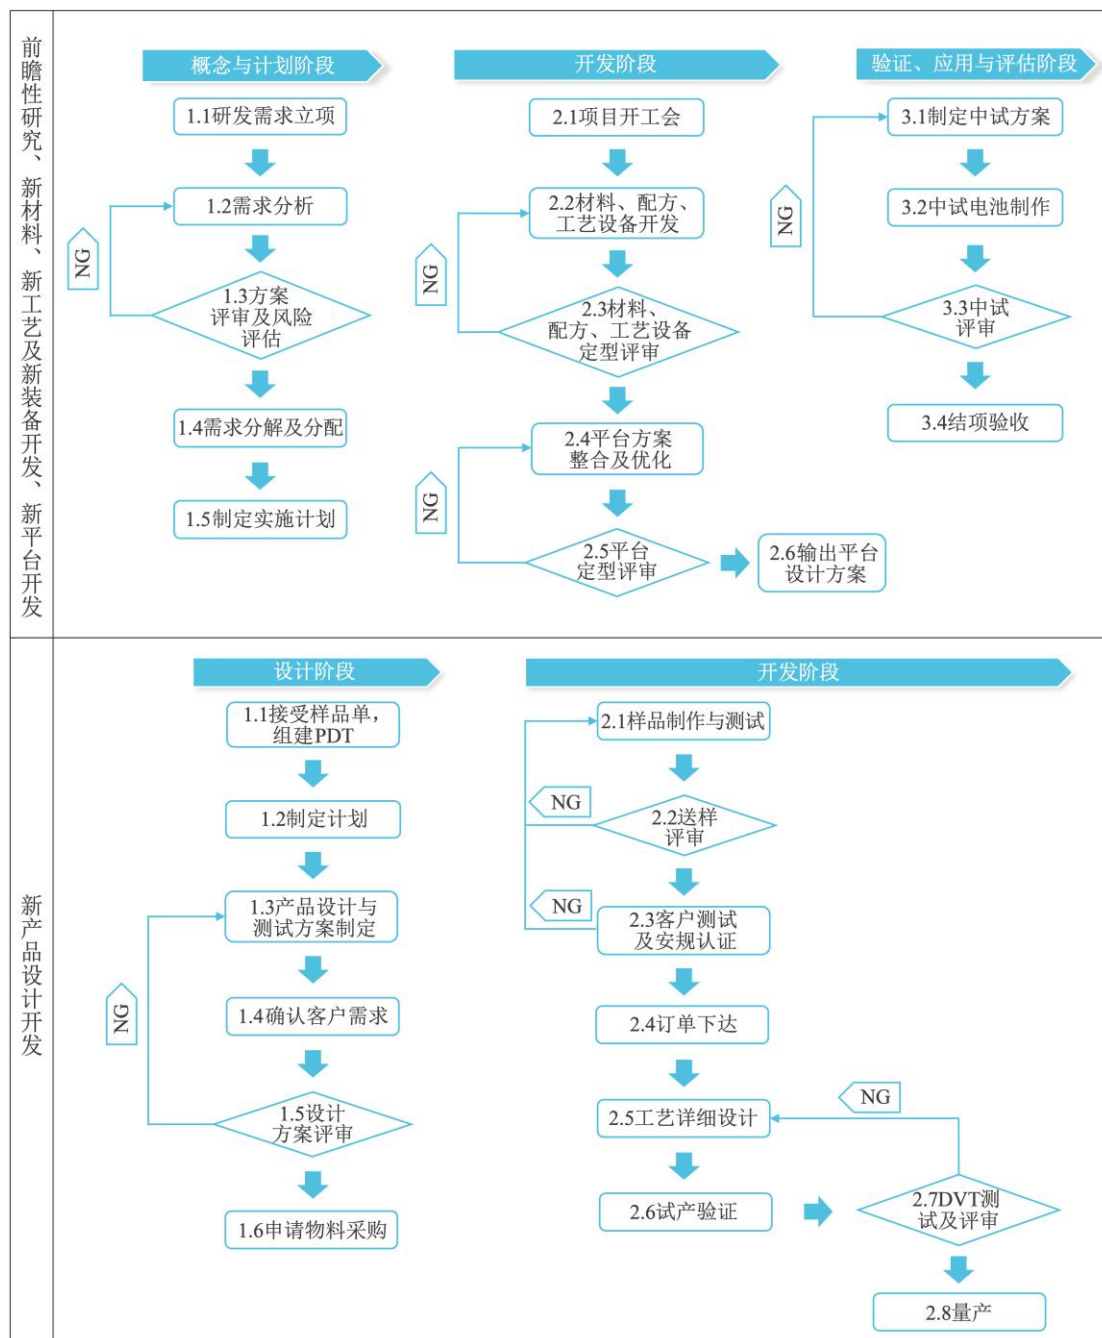 前瞻性研究、新材料、新工艺及新装备开发、新平台开发
概念与计划阶段
1.1研发需求立项
1.2需求分析
NG
1.3方案
评审及风险
评估
1.4需求分解及分配
1.5制定实施计划
开发阶段
2.1项目开工会
2.2材料、配方、
工艺设备开发
NG
2.3材料、
配方、工艺设备
定型评审
2.4平台方案
整合及优化
NG
2.5平台
定型评审
2.6输出平台
设计方案
验证、应用与评估阶段
3.1制定中试方案
NG
3.2中试电池制作
3.3中试
评审
3.4结项验收
新产品设计开发
设计阶段
1.1接受样品单，
组建PDT
1.2制定计划
1.3产品设计与
测试方案制定
NG
1.4确认客户需求
1.5设计
方案评审
1.6申请物料采购
开发阶段
2.1样品制作与测试
NG
2.2送样
评审
NG
2.3客户测试
及安规认证
2.4订单下达
NG
2.5工艺详细设计
2.6试产验证
2.7DVT测
试及评审
2.8量产